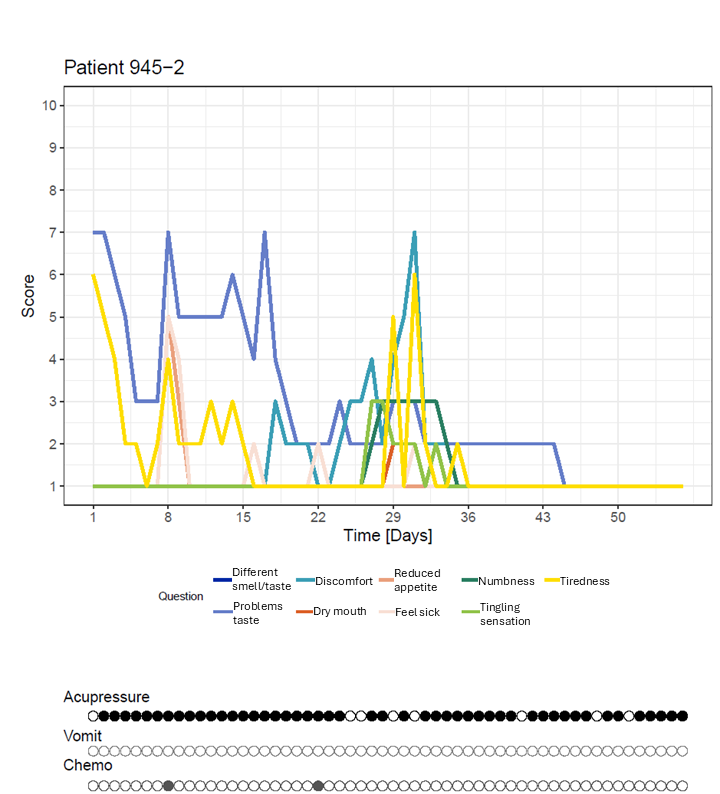 Patient 945−2
10
9
8
7
6
5
4
3
2
1
Score
1 8 15 22 29 36 43 50
Time [Days]
Question
Different smell/taste
Discomfort
Reduced appetite
Numbness
Tiredness
Problems taste
Dry mouth
Feel sick
Tingling sensation
Acupressure
Vomit
Chemo